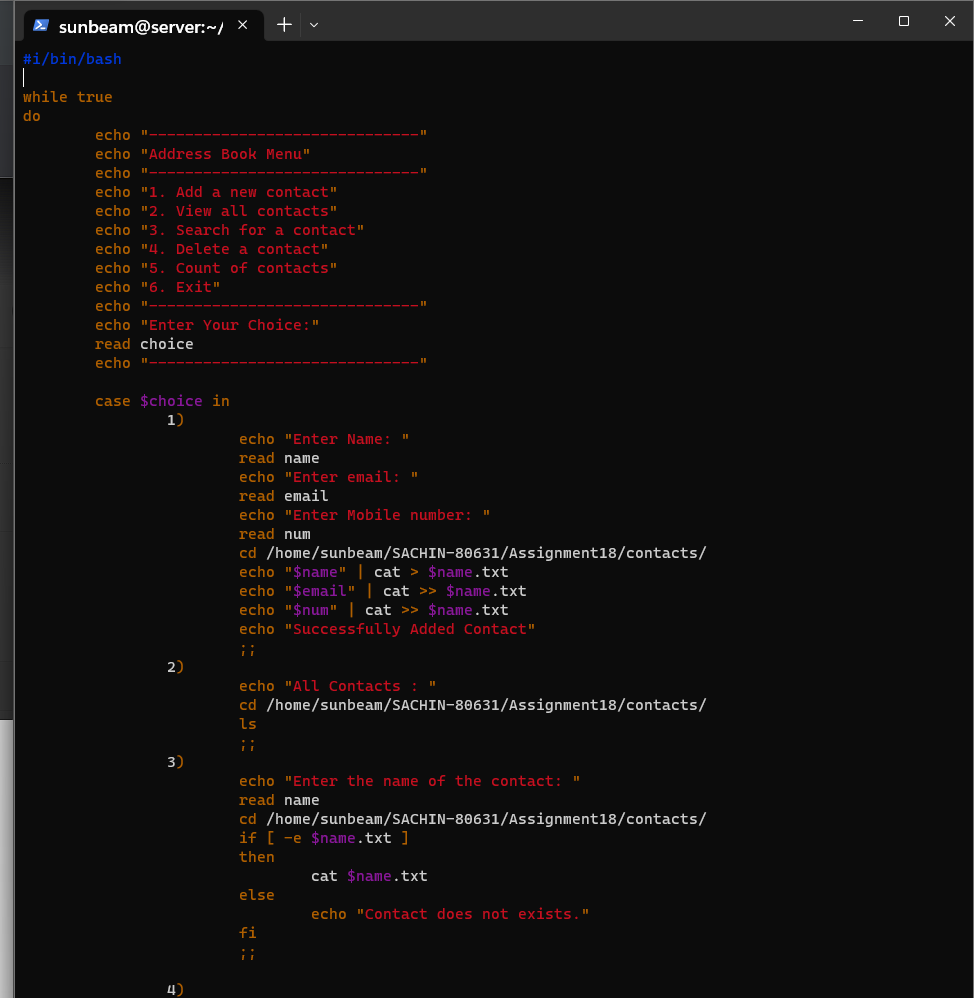 sunbeam@server:~/
#i/bin/bash
while true
do
echo "------------------------------"
echo "Address Book Menu"
echo "------------------------------"
echo "1. Add a new contact"
echo "2. View all contacts"
echo "3. Search for a contact"
echo "4. Delete a contact"
echo "5. Count of contacts"
echo "6. Exit"
echo "------------------------------"
echo "Enter Your Choice:"
read choice
echo "------------------------------"
case $choice in
1)
echo "Enter Name: "
read name
echo "Enter email: "
read email
echo "Enter Mobile number: "
read num
cd /home/sunbeam/SACHIN-80631/Assignment18/contacts/
echo "$name" | cat > $name.txt
echo "$email" | cat >> $name.txt
echo "$num" | cat >> $name.txt
echo "Successfully Added Contact"
;;
2)
echo "All Contacts : "
cd /home/sunbeam/SACHIN-80631/Assignment18/contacts/
ls
;;
3)
echo "Enter the name of the contact: "
read name
cd /home/sunbeam/SACHIN-80631/Assignment18/contacts/
if [ -e $name.txt ]
then
cat $name.txt
else
echo "Contact does not exists."
fi
;;
4)